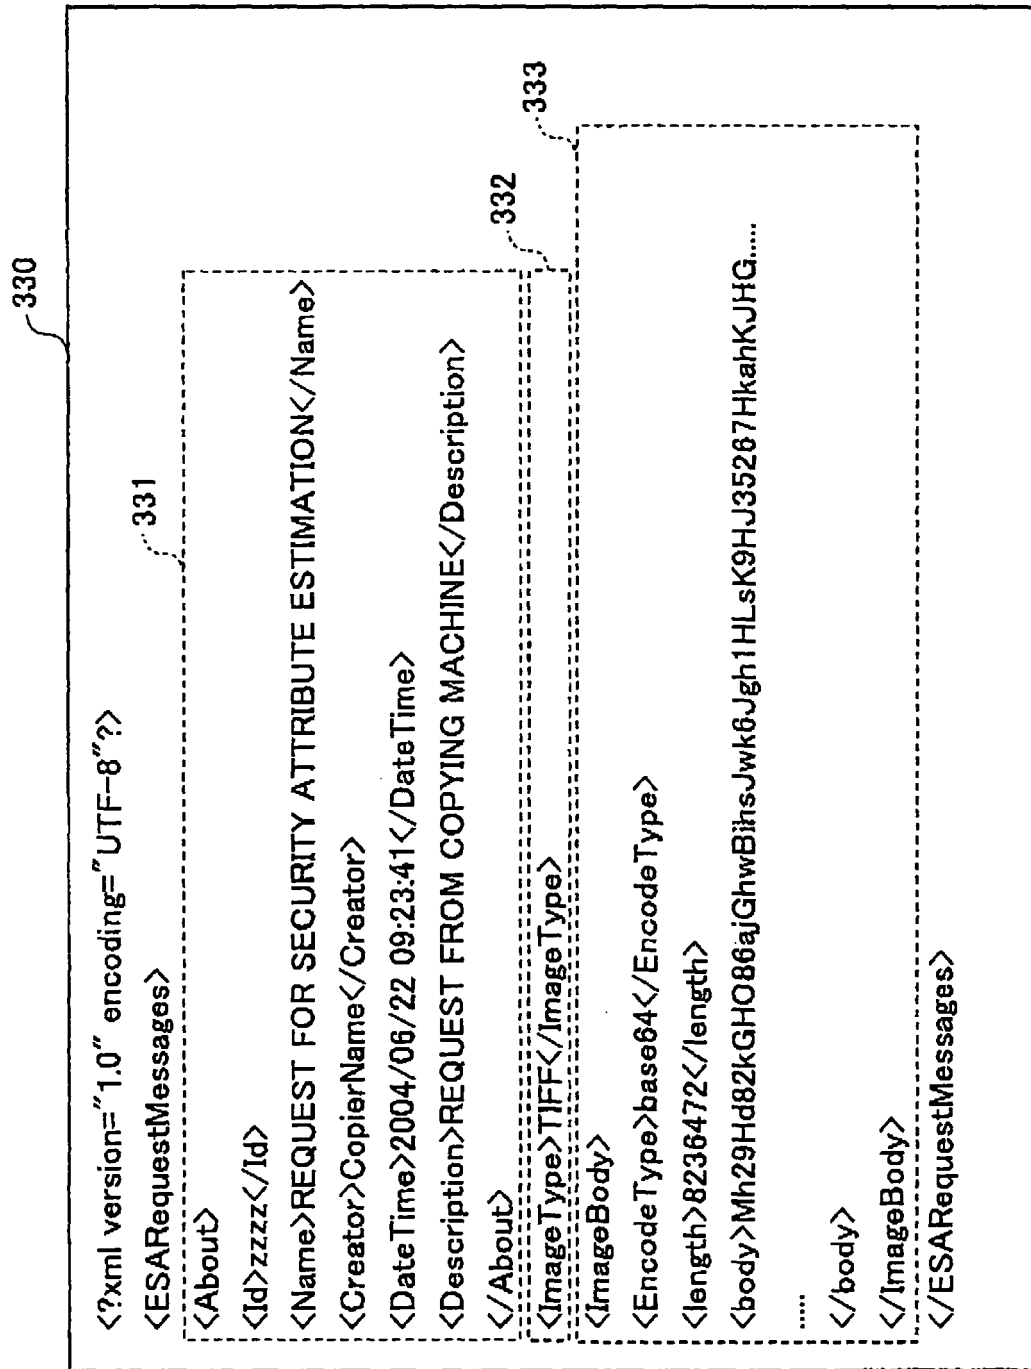 330
<?xml version="1.0" encoding="UTF-8"?>
<ESARequestMessages>
331
<About>
<Id>zzzz</Id>
<Name>REQUEST FOR SECURITY ATTRIBUTE ESTIMATION</Name>
<Creator>CopierName</Creator>
<DateTime>2004/06/22 09:23:41</DateTime>
<Description>REQUEST FROM COPYING MACHINE</Description>
</About>
332
<ImageType>TIFF</ImageType>
333
<ImageBody>
<EncodeType>base64</EncodeType>
<length>8236472</length>
<body>Mh29Hd82kGHO86ajGhwBihsJwk6Jgh1HLsK9HJ35267HkahKJHG.....
.....
</body>
</ImageBody>
</ESARequestMessages>